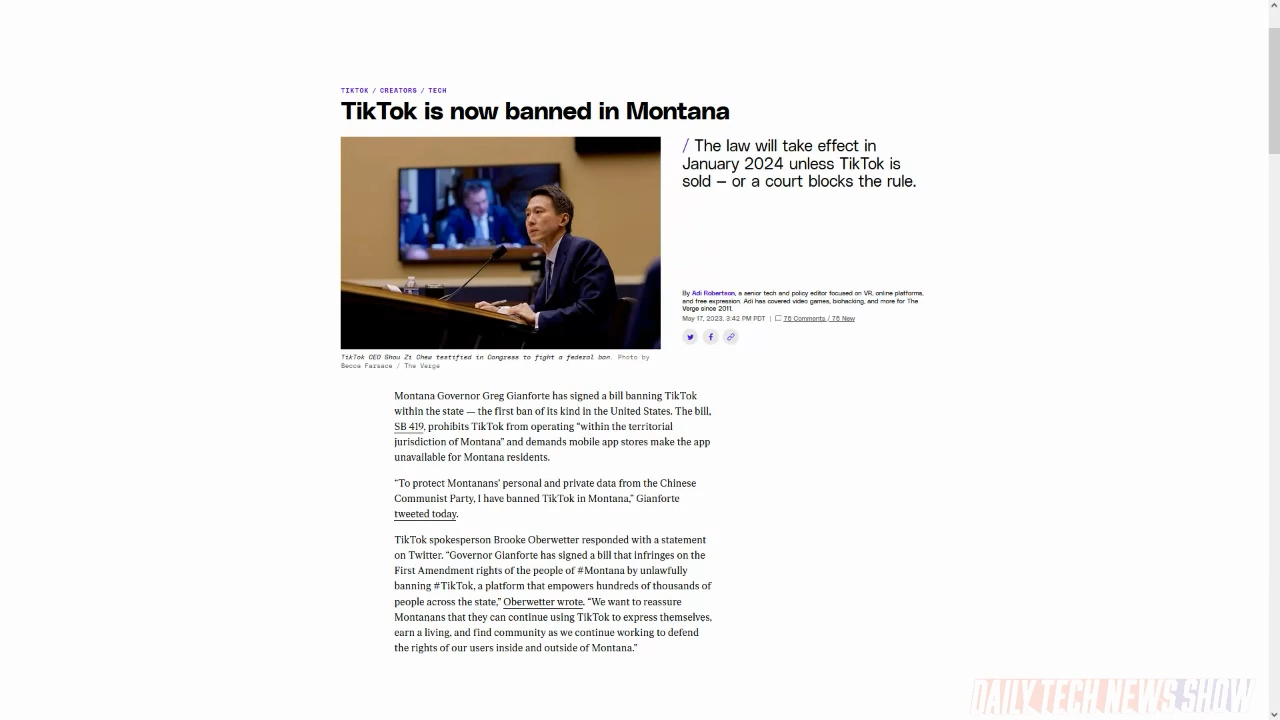 TIKTOK / CREATORS / TECH
TikTok is now banned in Montana
/ The law will take effect in
January 2024 unless TikTok is
sold — or a court blocks the rule.
By Adi Robertson, a senior tech and policy editor focused on VR, online platforms,
and free expression. Adi has covered video games, biohacking, and more for The
Verge since 2011.
May 17, 2023, 3:42 PM PDT | 76 Comments / 76 New
TikTok CEO Shou Zi Chew testified in Congress to fight a federal ban. Photo by
Becca Farsace / The Verge
Montana Governor Greg Gianforte has signed a bill banning TikTok
within the state — the first ban of its kind in the United States. The bill,
SB 419, prohibits TikTok from operating “within the territorial
jurisdiction of Montana” and demands mobile app stores make the app
unavailable for Montana residents.
“To protect Montanans’ personal and private data from the Chinese
Communist Party, I have banned TikTok in Montana,” Gianforte
tweeted today.
TikTok spokesperson Brooke Oberwetter responded with a statement
on Twitter. “Governor Gianforte has signed a bill that infringes on the
First Amendment rights of the people of #Montana by unlawfully
banning #TikTok, a platform that empowers hundreds of thousands of
people across the state,” Oberwetter wrote. “We want to reassure
Montanans that they can continue using TikTok to express themselves,
earn a living, and find community as we continue working to defend
the rights of our users inside and outside of Montana.”
DAILY TECH NEWS SHOW